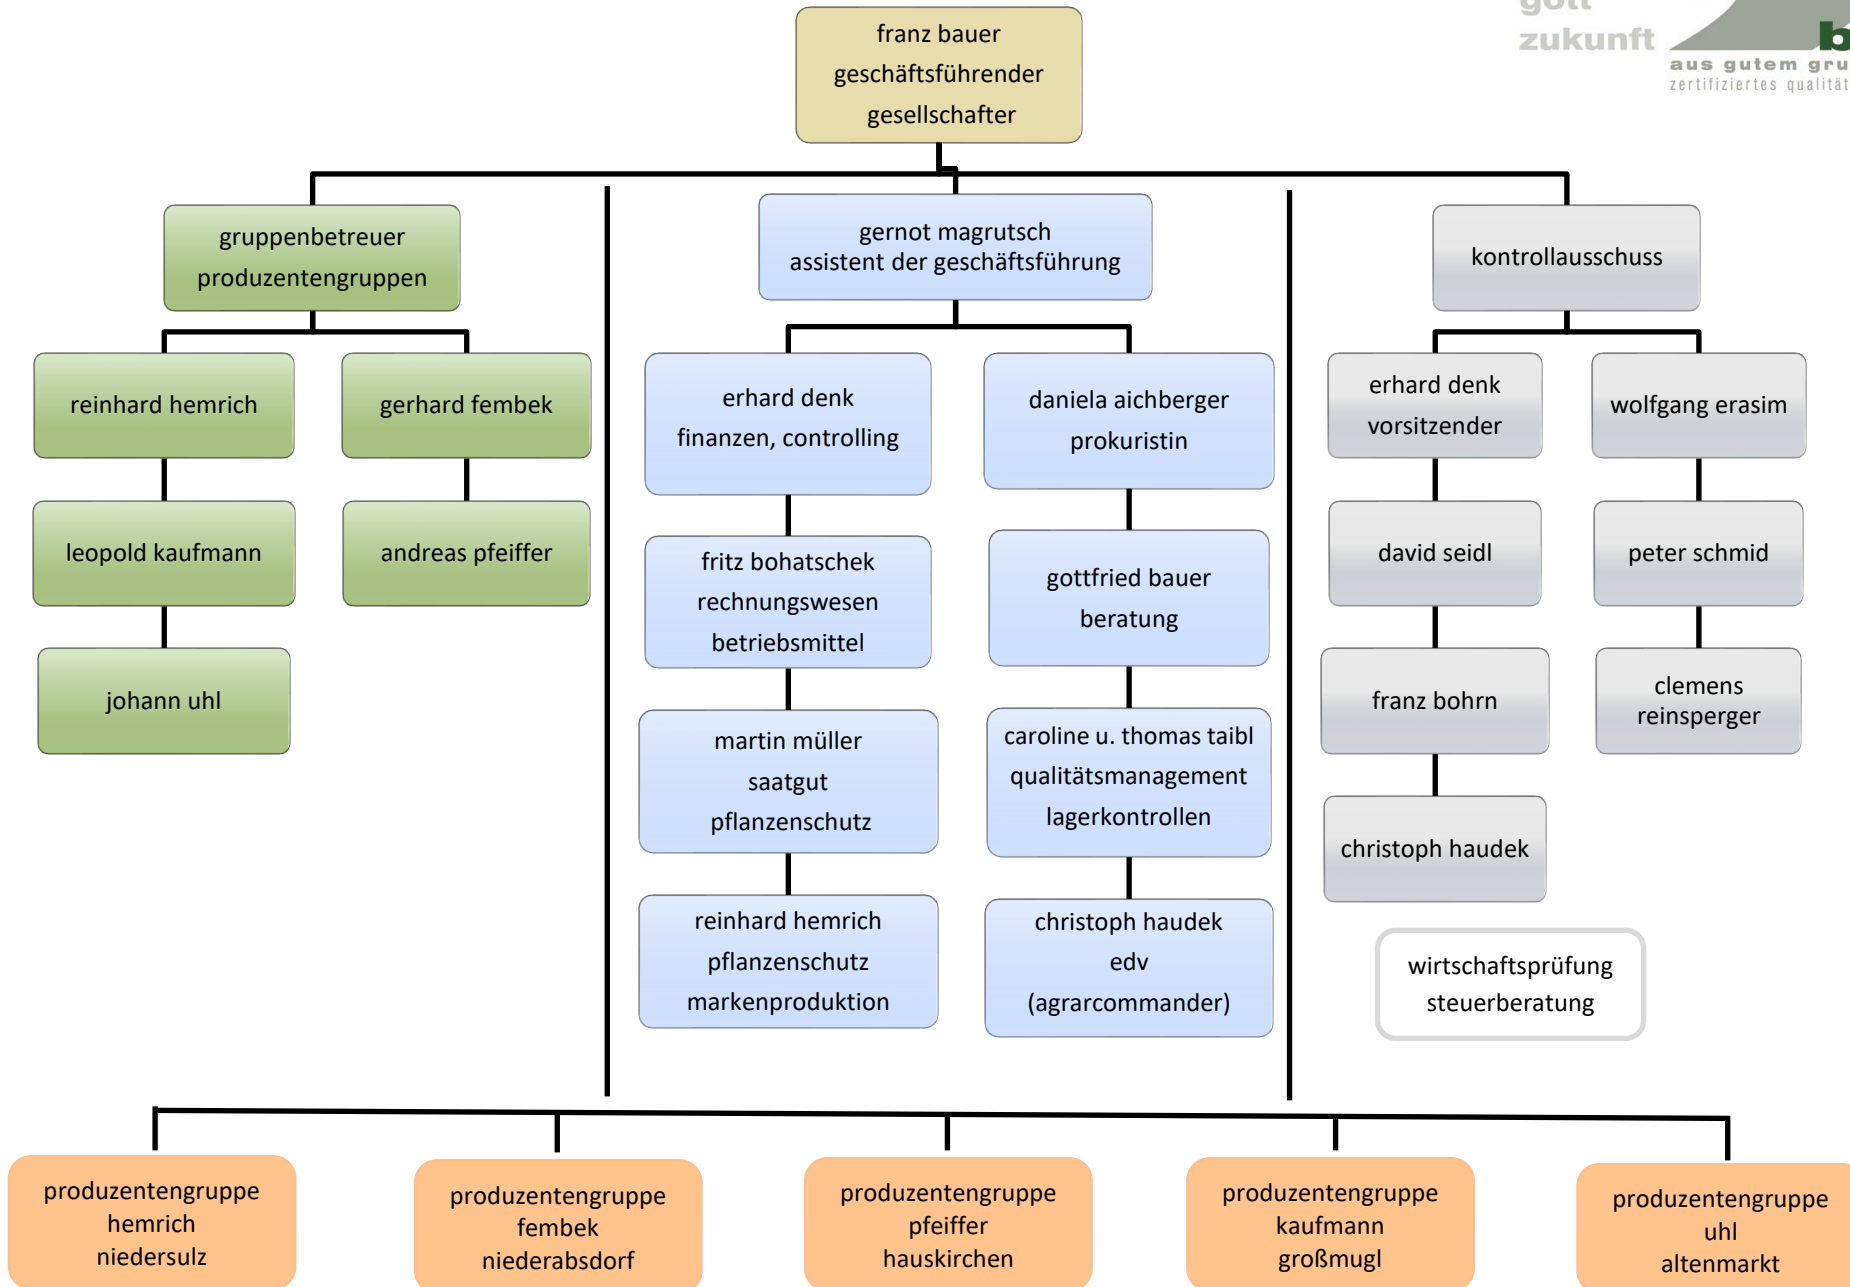 gott
zukunft
aus gutem gru
zertifiziertes qualität
franz bauer
geschäftsführender
gesellschafter
gruppenbetreuer
produzentengruppen
gernot magrutsch
assistent der geschäftsführung
kontrollausschuss
reinhard hemrich
gerhard fembek
erhard denk
finanzen, controlling
daniela aichberger
prokuristin
erhard denk
vorsitzender
wolfgang erasim
leopold kaufmann
andreas pfeiffer
fritz bohatschek
rechnungswesen
betriebsmittel
gottfried bauer
beratung
david seidl
peter schmid
johann uhl
martin müller
saatgut
pflanzenschutz
caroline u. thomas taibl
qualitätsmanagement
lagerkontrollen
franz bohrn
clemens
reinsperger
reinhard hemrich
pflanzenschutz
markenproduktion
christoph haudek
edv
(agrarcommander)
christoph haudek
wirtschaftsprüfung
steuerberatung
produzentengruppe
hemrich
niedersulz
produzentengruppe
fembek
niederabsdorf
produzentengruppe
pfeiffer
hauskirchen
produzentengruppe
kaufmann
großmugl
produzentengruppe
uhl
altenmarkt